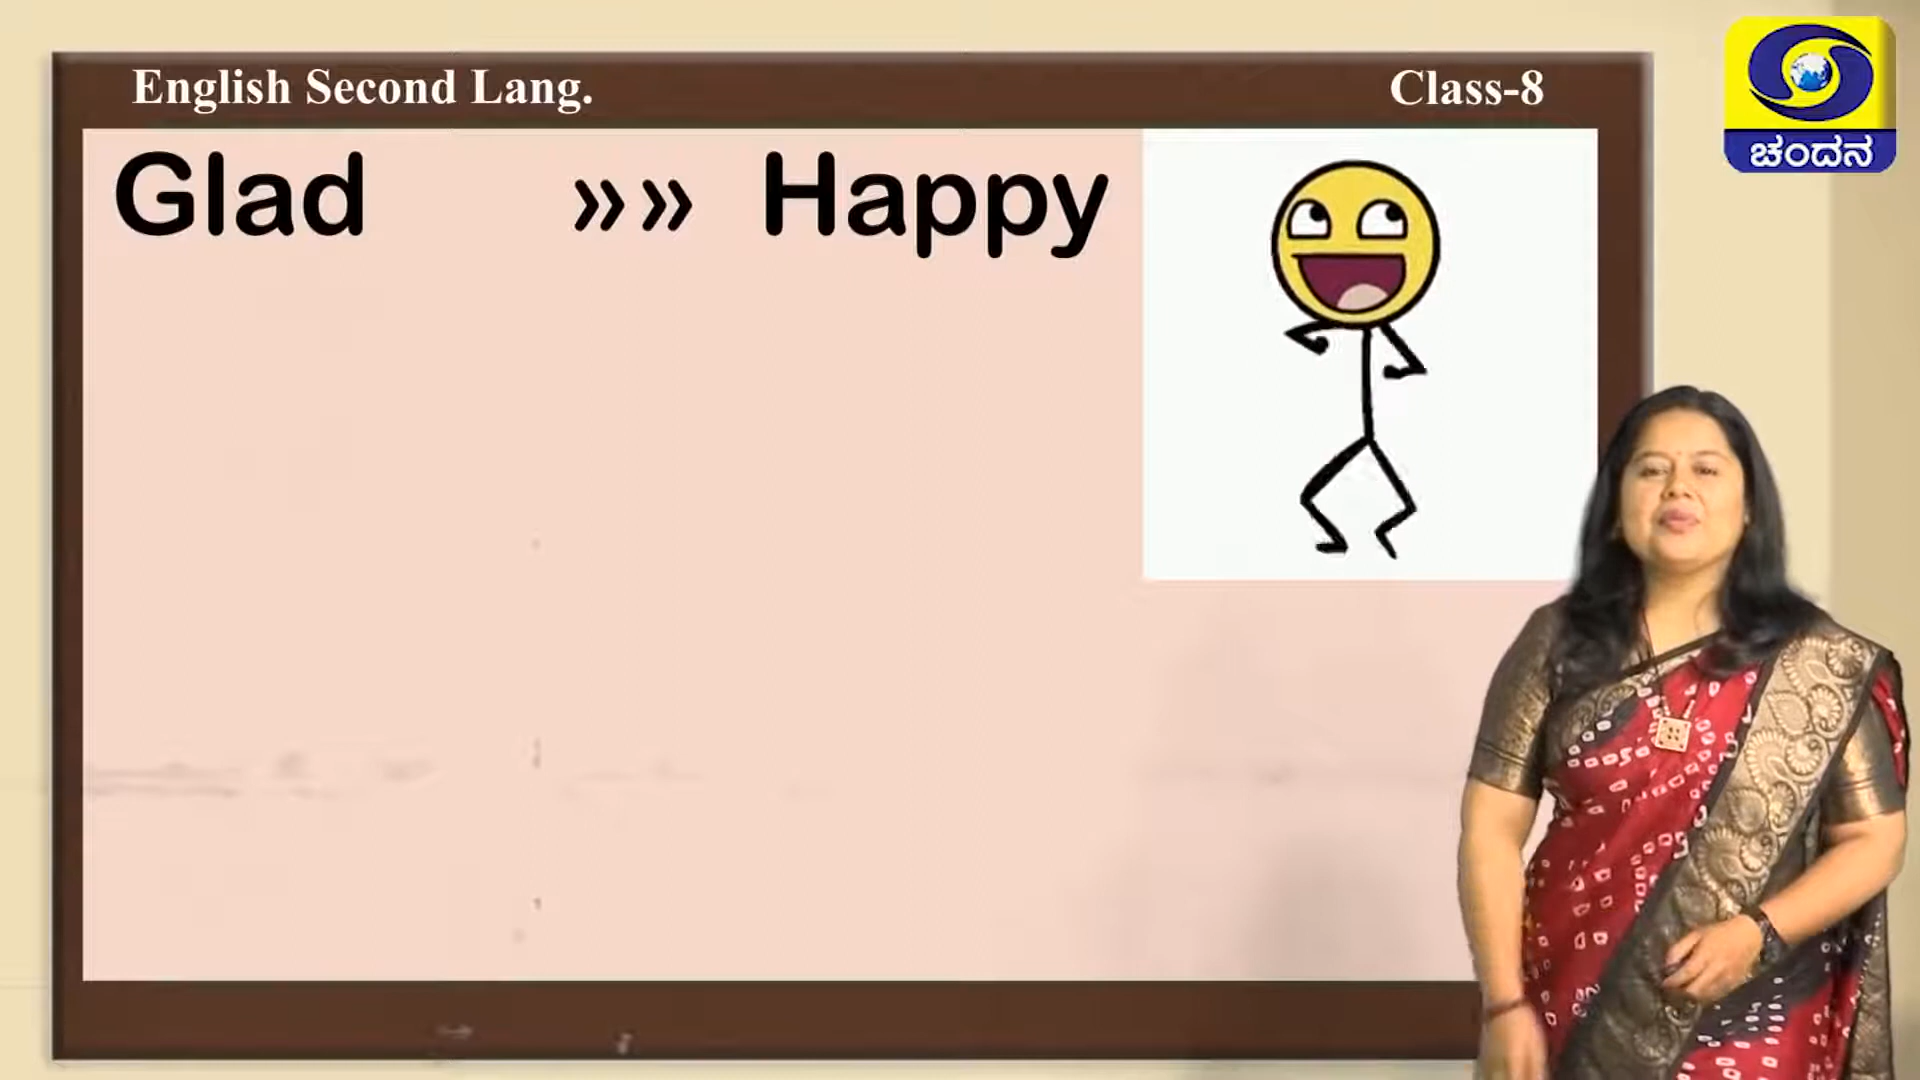 English Second Lang. Class-8
Glad »» Happy
ಚಂದನ